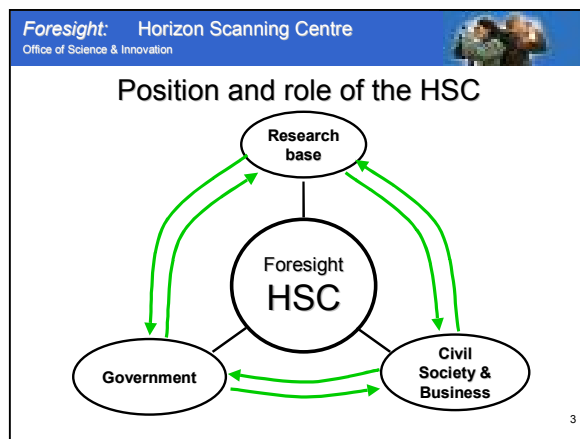 Foresight: Horizon Scanning Centre
Office of Science & Innovation
Position and role of the HSC
Research
base
Foresight
HSC
Government
Civil
Society &
Business
3